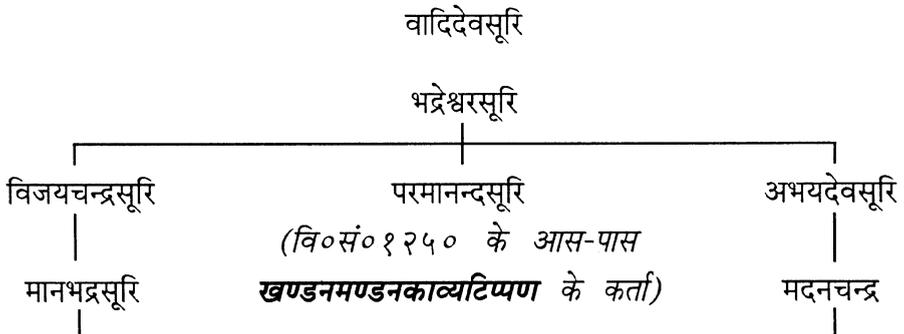 वादिदेवसूरि
भद्रेश्वरसूरि
विजयचन्द्रसूरि परमानन्दसूरि अभयदेवसूरि
(वि०सं०१२५० के आस-पास
मानभद्रसूरि खण्डनमण्डनकाव्यटिप्पण के कर्ता) मदनचन्द्र